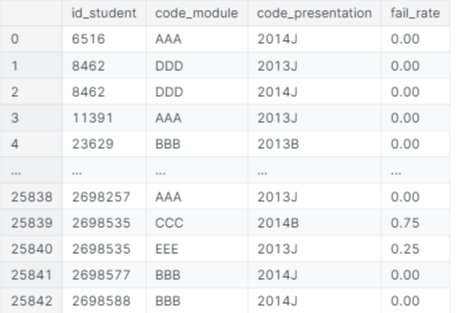 id_student code_module code_presentation fail_rate
0 6516 AAA 2014J 0.00
1 8462 DDD 2013J 0.00
2 8462 DDD 2014J 0.00
3 11391 AAA 2013J 0.00
4 23629 BBB 2013B 0.00
... ... ... ... ...
25838 2698257 AAA 2013J 0.00
25839 2698535 CCC 2014B 0.75
25840 2698535 EEE 2013J 0.25
25841 2698577 BBB 2014J 0.00
25842 2698588 BBB 2014J 0.00